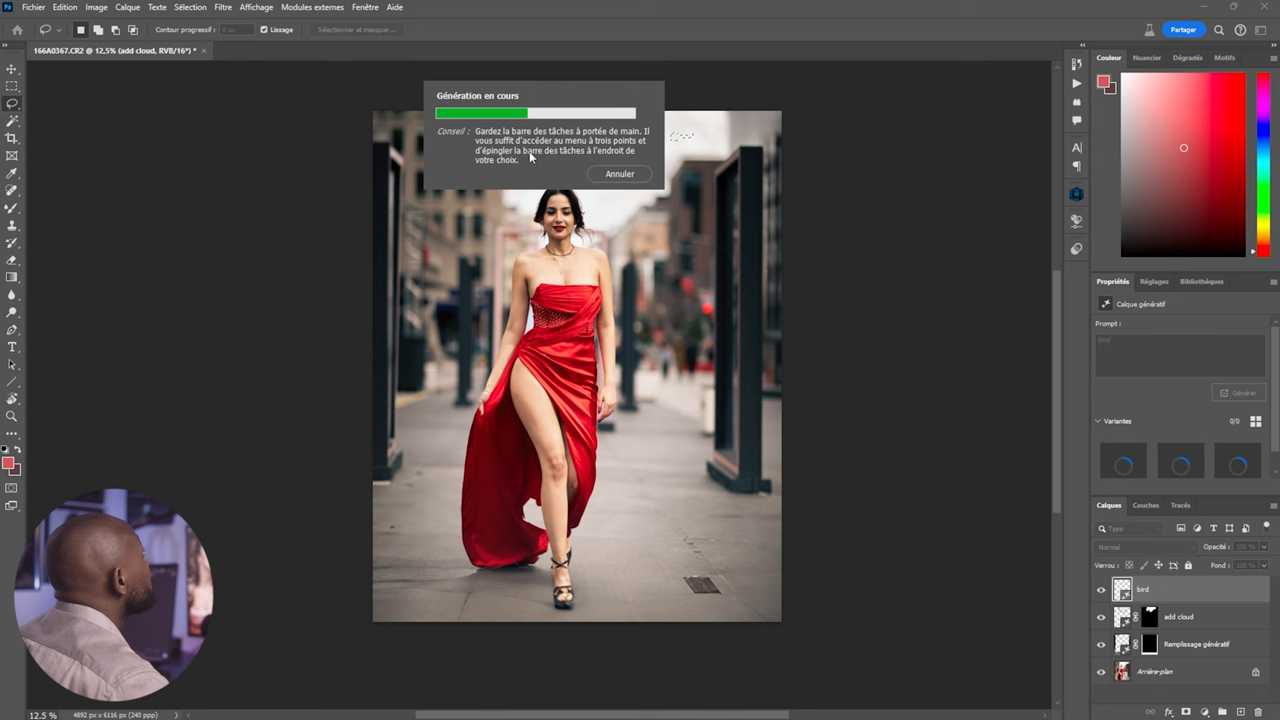 Ps Fichier Edition Calque Texte Sélection Filtre Affichage Modules externes Fenêtre Aide
Contour progressif : 0 px Lissage Sélectionner et masquer... Partager
166A0367.CR2 @ 12,5% (add cloud, RVB/16*) * ×
Génération en cours
Conseil : Gardez la barre des tâches à portée de main. Il
vous suffit d'accéder au menu à trois points et
d'épingler la barre des tâches à l'endroit de
votre choix.
Annuler
Couleur Nuancier Dégradés Motifs
Propriétés Réglages Bibliothèques
Calque génératif
Prompt :
bird
Générer
Variantes 0/0
Calques Couches Tracés
Type
Normal Opacité : 100 %
Verrou : Fond : 100 %
bird
add cloud
Remplissage génératif
Arrière-plan
12.5 % 4892 px x 6116 px (240 ppp)